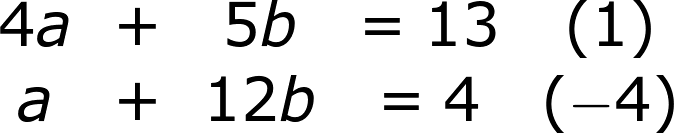 4a + 5b = 13 (1)
a + 12b = 4 (−4)